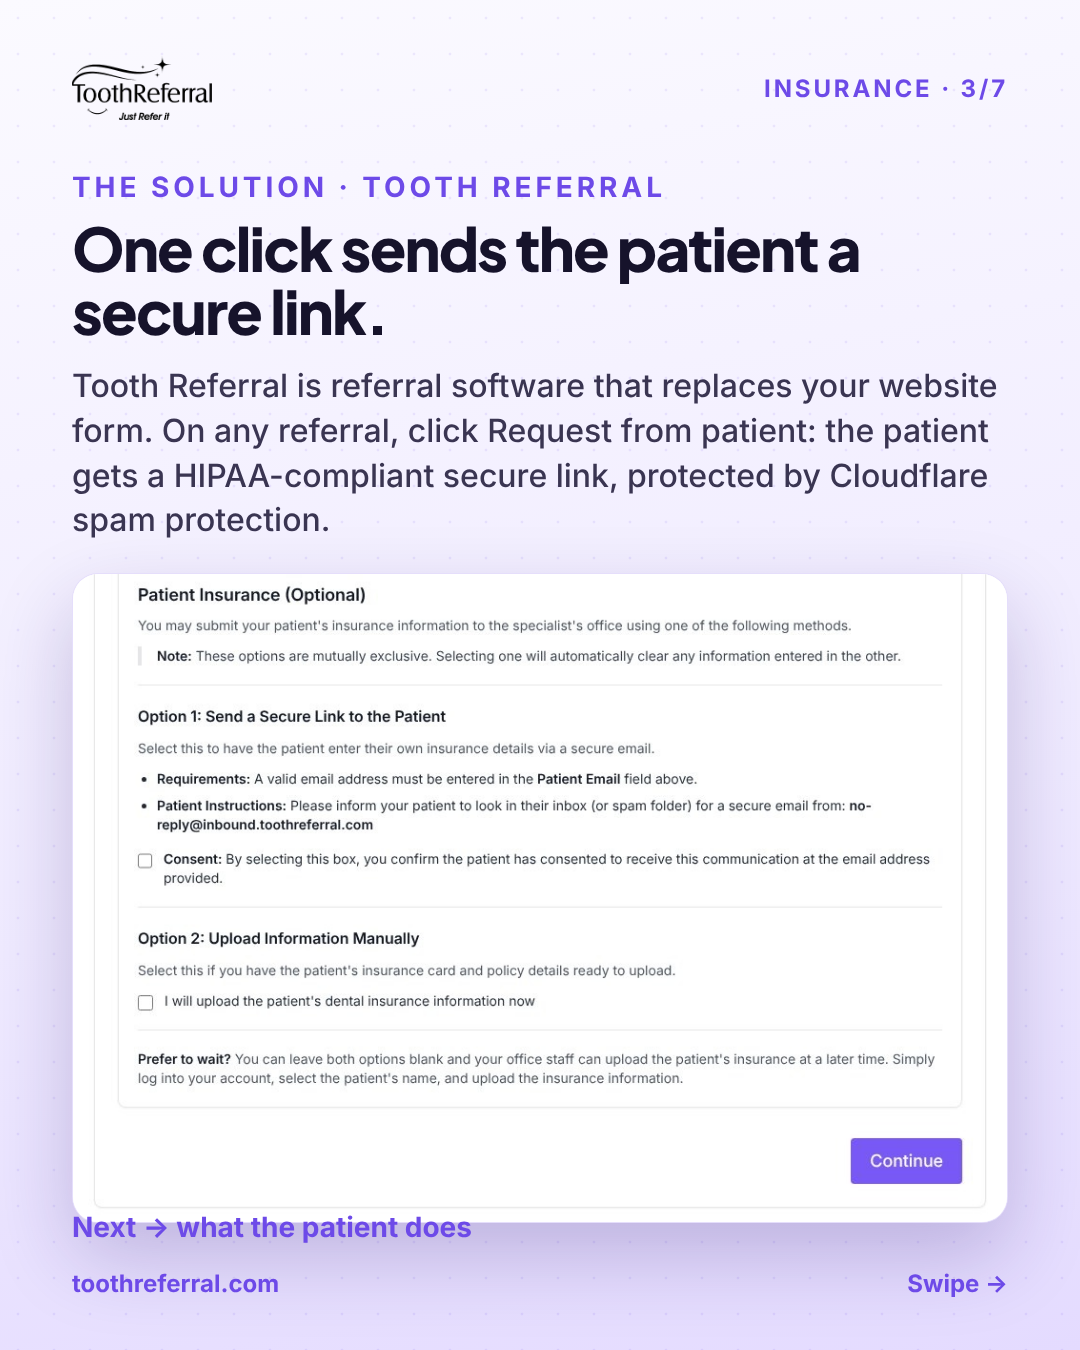 ToothReferral
Just Refer it
INSURANCE · 3/7
THE SOLUTION · TOOTH REFERRAL
One click sends the patient a
secure link.
Tooth Referral is referral software that replaces your website
form. On any referral, click Request from patient: the patient
gets a HIPAA-compliant secure link, protected by Cloudflare
spam protection.
Patient Insurance (Optional)
You may submit your patient's insurance information to the specialist's office using one of the following methods.
Note: These options are mutually exclusive. Selecting one will automatically clear any information entered in the other.
Option 1: Send a Secure Link to the Patient
Select this to have the patient enter their own insurance details via a secure email.
• Requirements: A valid email address must be entered in the Patient Email field above.
• Patient Instructions: Please inform your patient to look in their inbox (or spam folder) for a secure email from: no-
reply@inbound.toothreferral.com
Consent: By selecting this box, you confirm the patient has consented to receive this communication at the email address
provided.
Option 2: Upload Information Manually
Select this if you have the patient's insurance card and policy details ready to upload.
I will upload the patient's dental insurance information now
Prefer to wait? You can leave both options blank and your office staff can upload the patient's insurance at a later time. Simply
log into your account, select the patient's name, and upload the insurance information.
Continue
Next → what the patient does
toothreferral.com
Swipe →